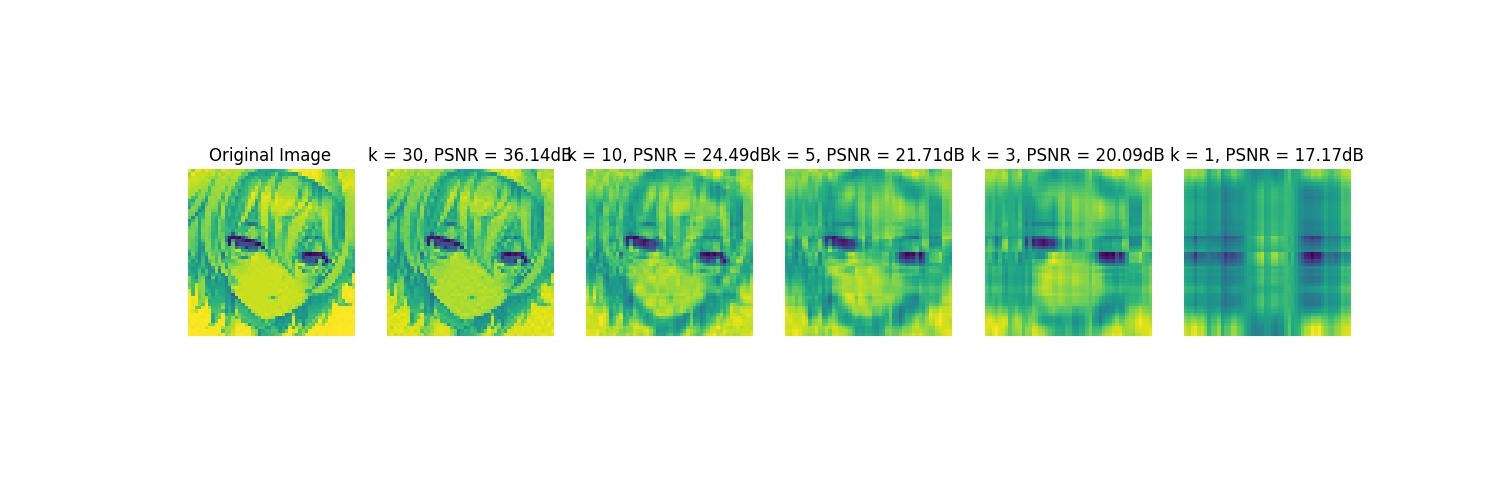 Original Image
k = 30, PSNR = 36.14dB
k = 10, PSNR = 24.49dB
k = 5, PSNR = 21.71dB
k = 3, PSNR = 20.09dB
k = 1, PSNR = 17.17dB